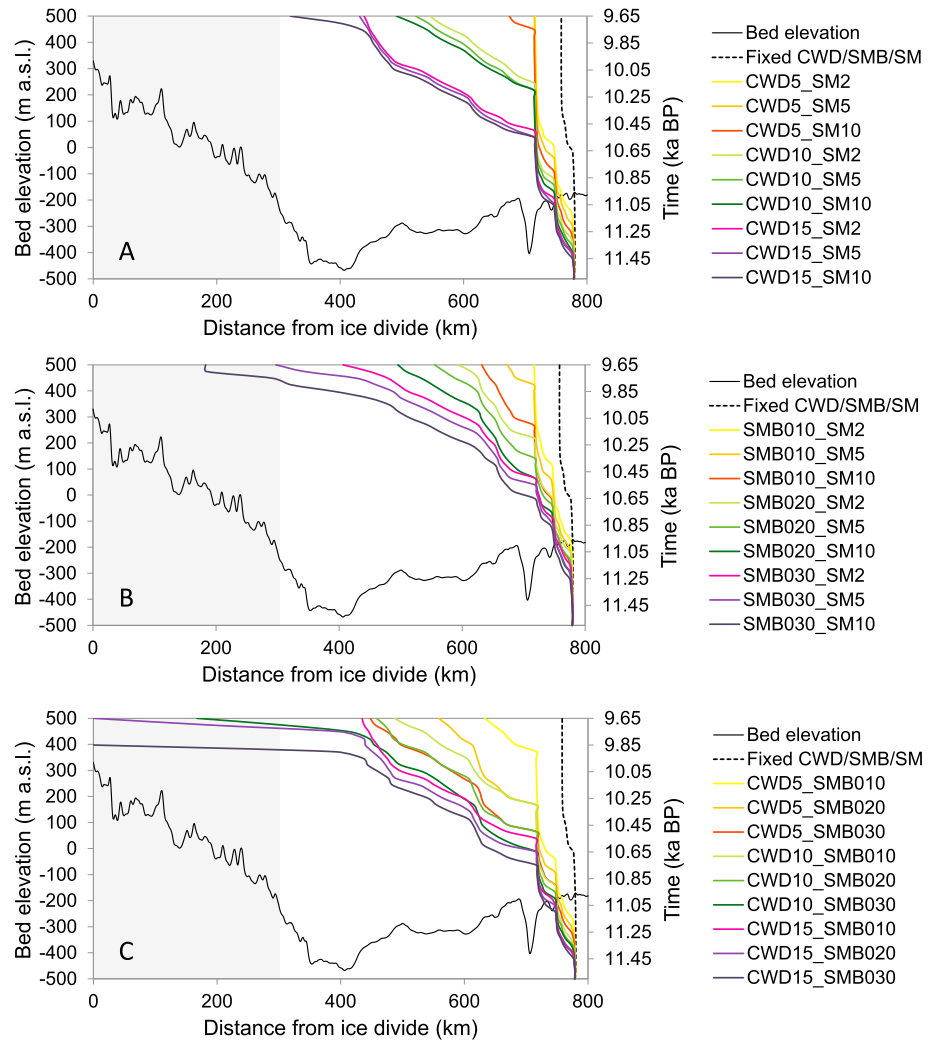 500
400
300
200
100
0
-100
-200
-300
-400
-500
Bed elevation (m a.s.l.)
A
0
200
400
600
800
Distance from ice divide (km)
9.65
9.85
10.05
10.25
10.45
10.65
10.85
11.05
11.25
11.45
Time (ka BP)
Bed elevation
Fixed CWD/SMB/SM
CWD5_SM2
CWD5_SM5
CWD5_SM10
CWD10_SM2
CWD10_SM5
CWD10_SM10
CWD15_SM2
CWD15_SM5
CWD15_SM10
500
400
300
200
100
0
-100
-200
-300
-400
-500
Bed elevation (m a.s.l.)
B
0
200
400
600
800
Distance from ice divide (km)
9.65
9.85
10.05
10.25
10.45
10.65
10.85
11.05
11.25
11.45
Time (ka BP)
Bed elevation
Fixed CWD/SMB/SM
SMB010_SM2
SMB010_SM5
SMB010_SM10
SMB020_SM2
SMB020_SM5
SMB020_SM10
SMB030_SM2
SMB030_SM5
SMB030_SM10
500
400
300
200
100
0
-100
-200
-300
-400
-500
Bed elevation (m a.s.l.)
C
0
200
400
600
800
Distance from ice divide (km)
9.65
9.85
10.05
10.25
10.45
10.65
10.85
11.05
11.25
11.45
Time (ka BP)
Bed elevation
Fixed CWD/SMB/SM
CWD5_SMB010
CWD5_SMB020
CWD5_SMB030
CWD10_SMB010
CWD10_SMB020
CWD10_SMB030
CWD15_SMB010
CWD15_SMB020
CWD15_SMB030